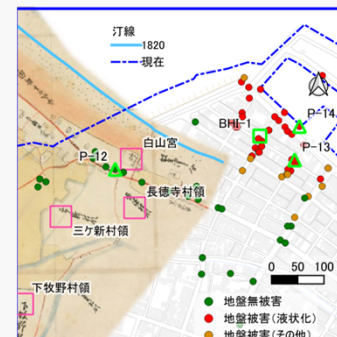 汀線
1820
現在
P-14
BHI-1
白山宮
P-12
P-13
長徳寺村領
三ケ新村領
下牧野村領
0 50 100
地盤無被害
地盤被害(液状化)
地盤被害(その他)